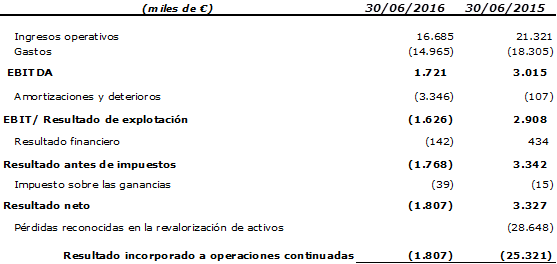 (miles de €) 30/06/2016 30/06/2015
Ingresos operativos 16.685 21.321
Gastos (14.965) (18.305)
EBITDA 1.721 3.015
Amortizaciones y deterioros (3.346) (107)
EBIT/ Resultado de explotación (1.626) 2.908
Resultado financiero (142) 434
Resultado antes de impuestos (1.768) 3.342
Impuesto sobre las ganancias (39) (15)
Resultado neto (1.807) 3.327
Pérdidas reconocidas en la revalorización de activos (28.648)
Resultado incorporado a operaciones continuadas (1.807) (25.321)